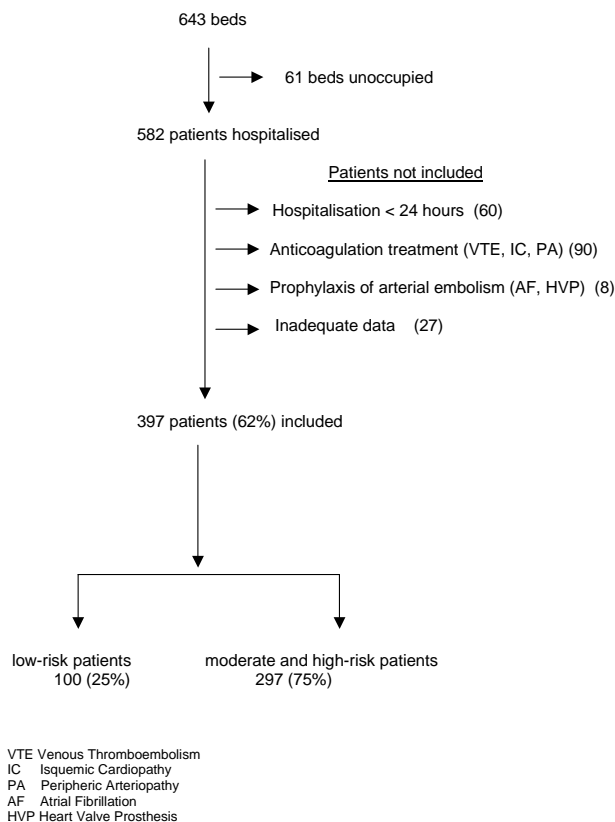 643 beds
61 beds unoccupied
582 patients hospitalised
Patients not included
Hospitalisation < 24 hours (60)
Anticoagulation treatment (VTE, IC, PA) (90)
Prophylaxis of arterial embolism (AF, HVP) (8)
Inadequate data (27)
397 patients (62%) included
low-risk patients
100 (25%)
moderate and high-risk patients
297 (75%)
VTE Venous Thromboembolism
IC Isquemic Cardiopathy
PA Peripheric Arteriopathy
AF Atrial Fibrillation
HVP Heart Valve Prosthesis